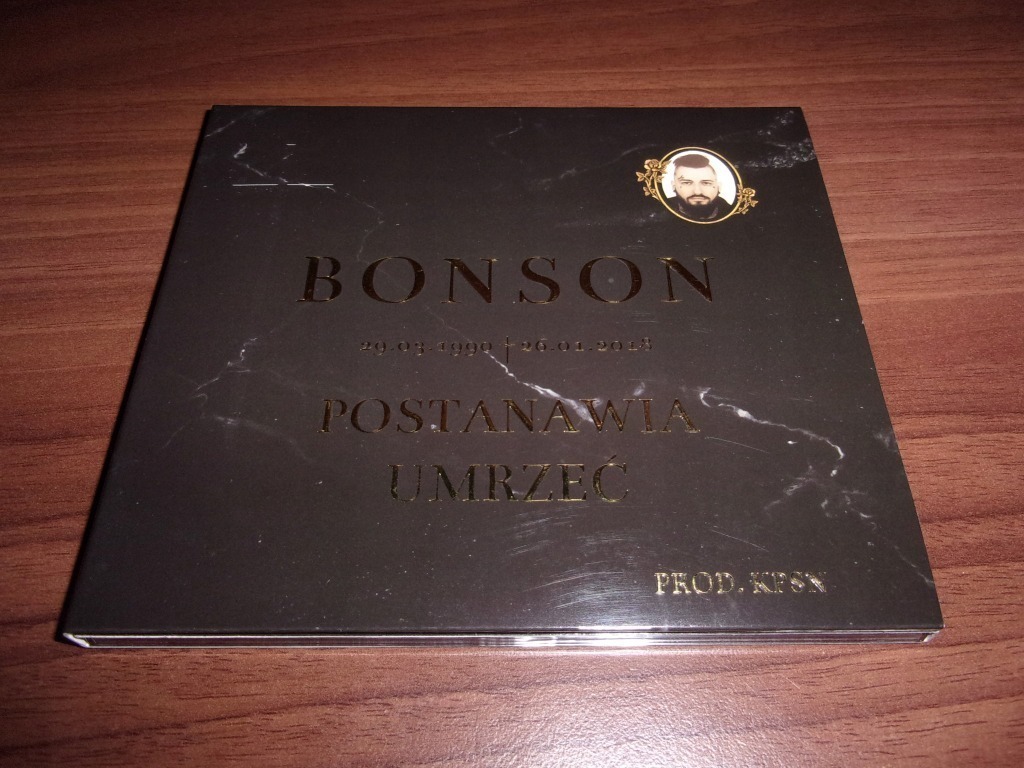 BONSON
29.03.1990 † 26.01.2018
POSTANAWIA
UMRZEĆ
PROD. KPSN